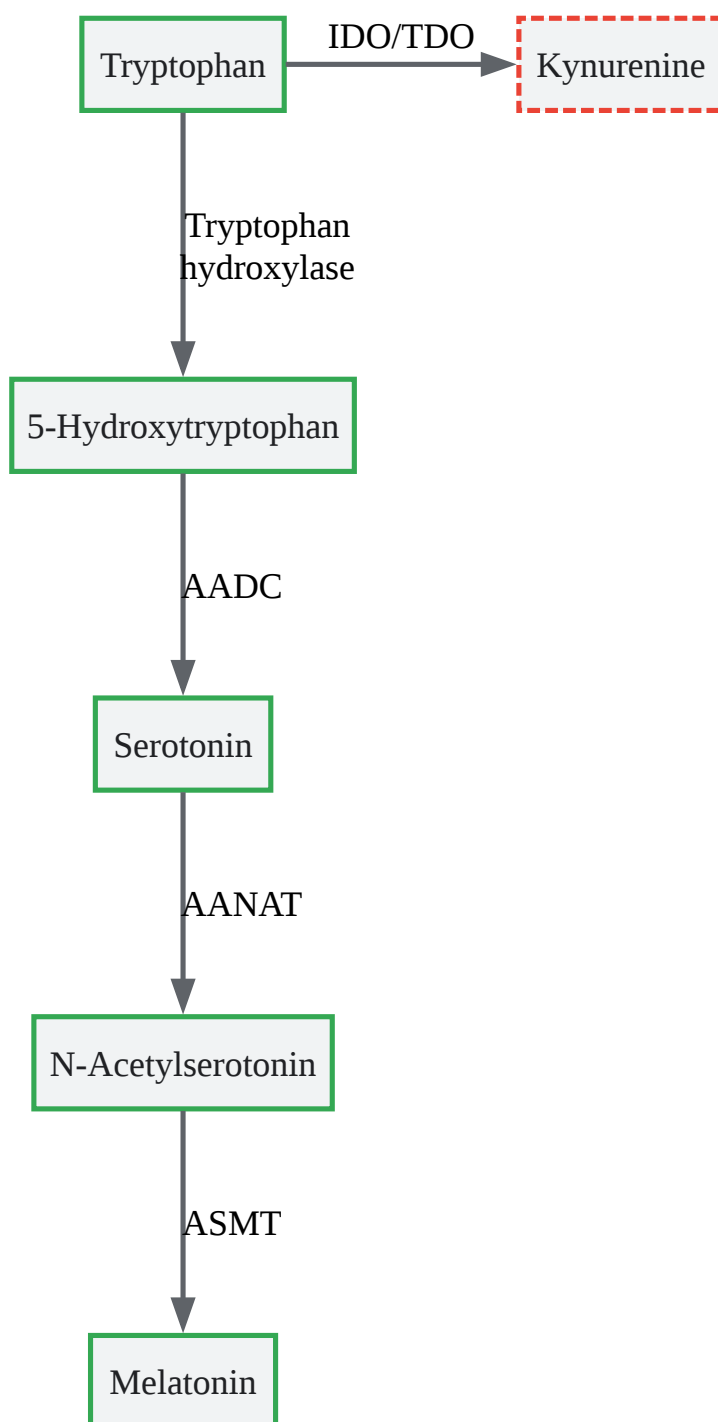 Tryptophan
IDO/TDO
Kynurenine
Tryptophan
hydroxylase
5-Hydroxytryptophan
AADC
Serotonin
AANAT
N-Acetylserotonin
ASMT
Melatonin